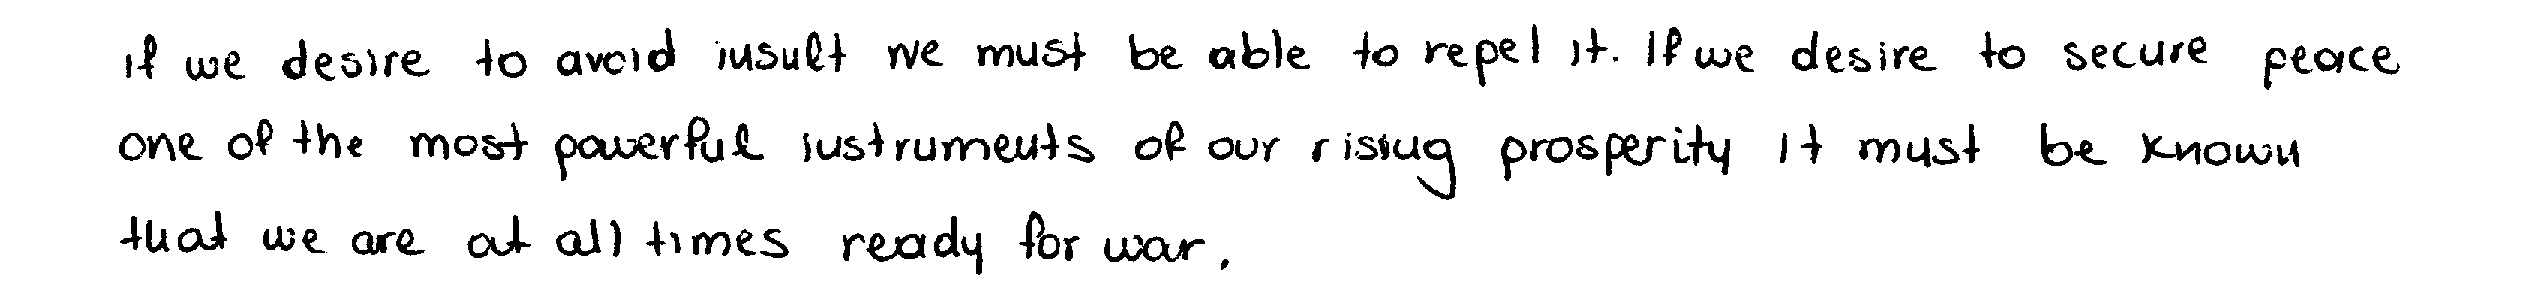 if we desire to avoid insult we must be able to repel it. If we desire to secure peace
one of the most powerful instruments of our rising prosperity it must be known
that we are at all times ready for war.